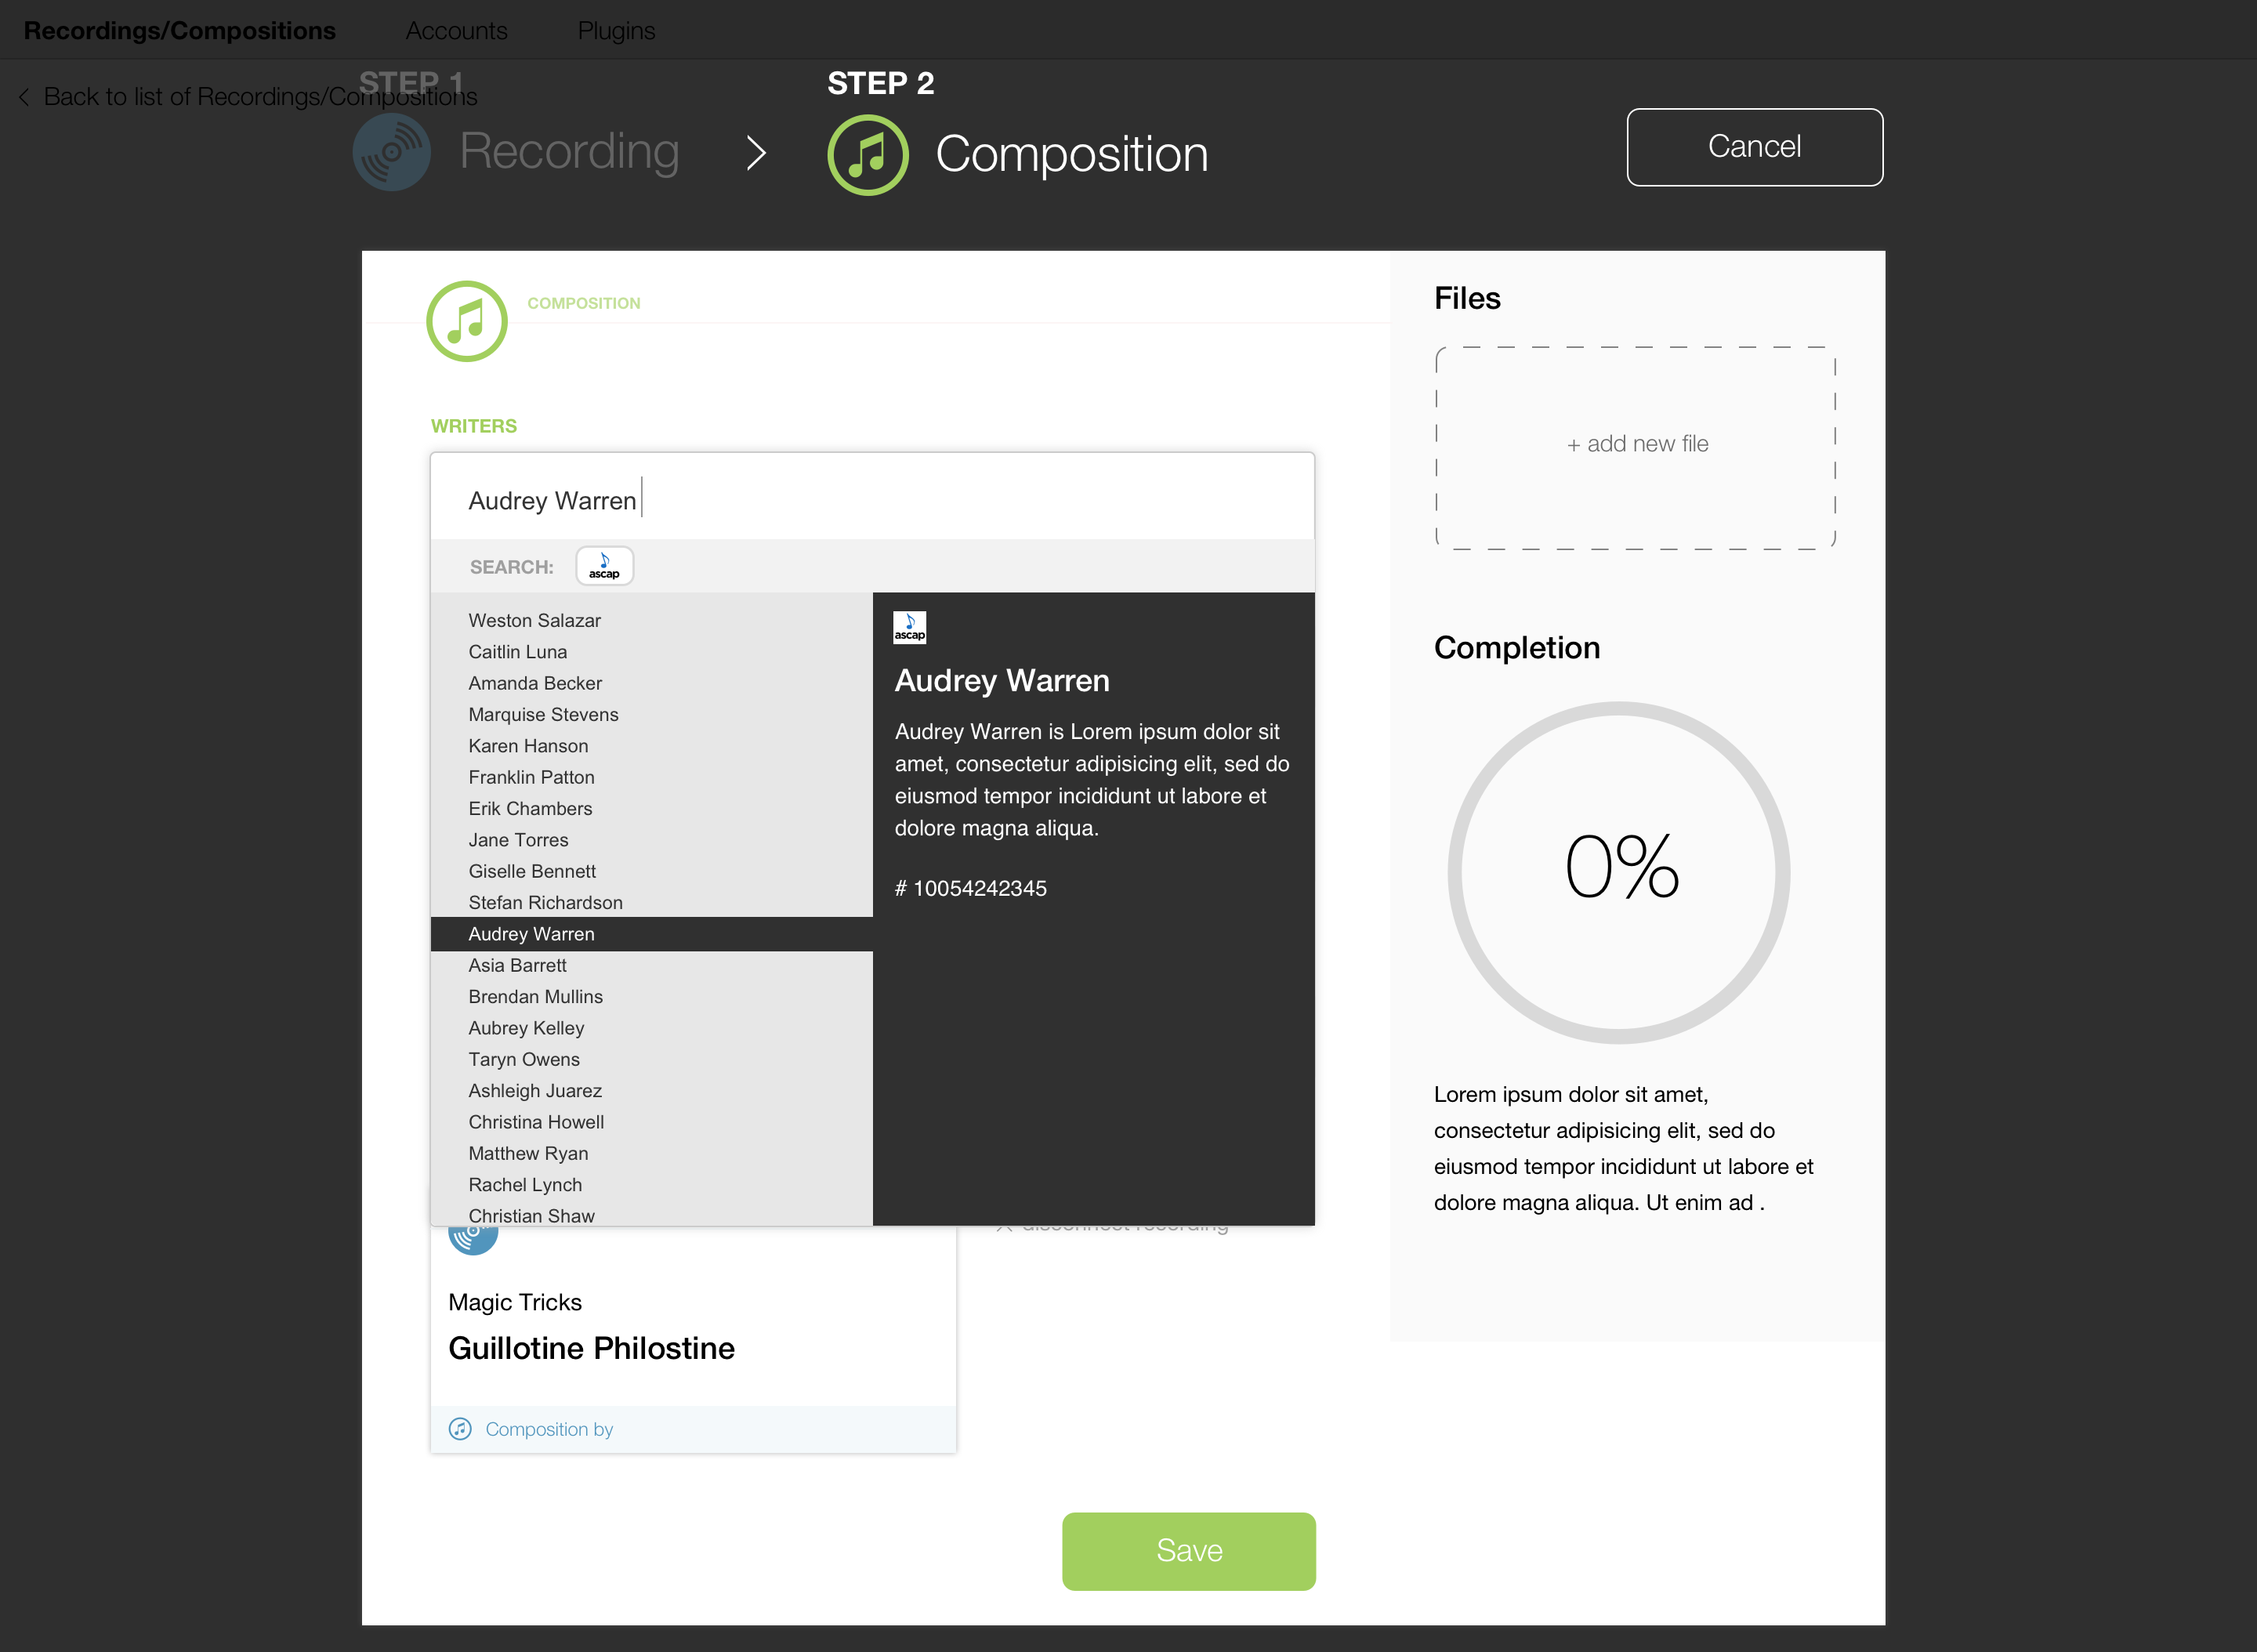 Recordings/Compositions Accounts Plugins
< Back to list of Recordings/Compositions
STEP 1
Recording
>
STEP 2
Composition
Cancel
COMPOSITION
WRITERS
Audrey Warren
SEARCH: ascap
Weston Salazar
Caitlin Luna
Amanda Becker
Marquise Stevens
Karen Hanson
Franklin Patton
Erik Chambers
Jane Torres
Giselle Bennett
Stefan Richardson
Audrey Warren
Asia Barrett
Brendan Mullins
Aubrey Kelley
Taryn Owens
Ashleigh Juarez
Christina Howell
Matthew Ryan
Rachel Lynch
Christian Shaw
ascap
Audrey Warren
Audrey Warren is Lorem ipsum dolor sit
amet, consectetur adipisicing elit, sed do
eiusmod tempor incididunt ut labore et
dolore magna aliqua.
# 10054242345
disconnect recording
Magic Tricks
Guillotine Philostine
Composition by
Save
Files
+ add new file
Completion
0%
Lorem ipsum dolor sit amet,
consectetur adipisicing elit, sed do
eiusmod tempor incididunt ut labore et
dolore magna aliqua. Ut enim ad .